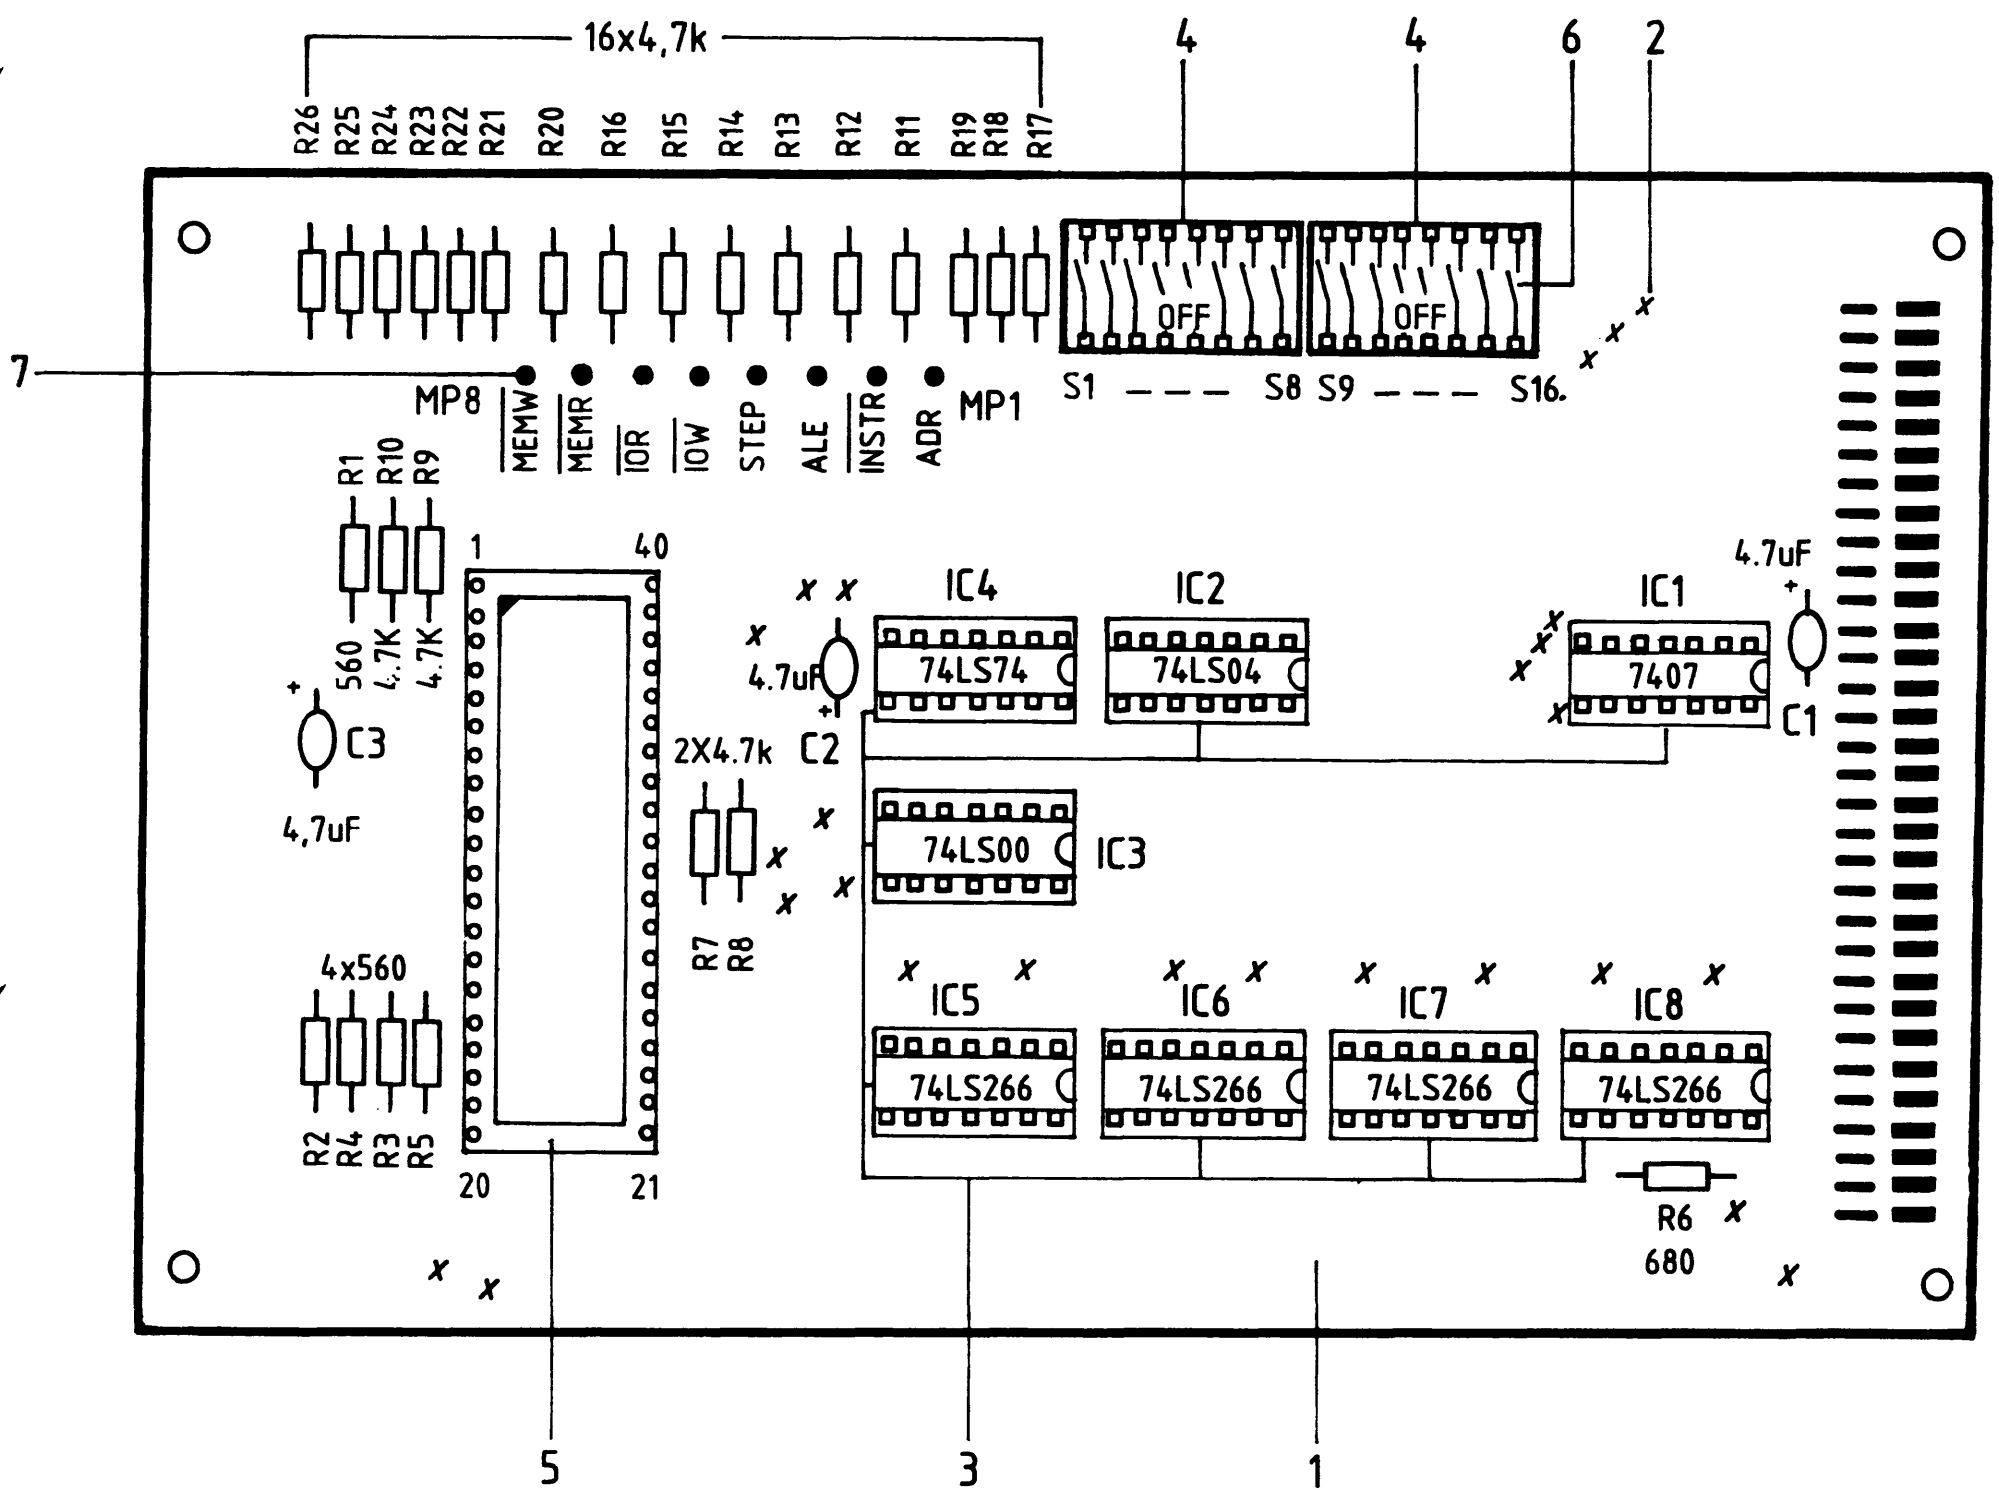 16x4,7k
4
4
6
2
R26 R25 R24 R23 R22 R21 R20 R16 R15 R14 R13 R12 R11 R19 R18 R17
OFF
OFF
7
MP8
MP1
S1 --- S8
S9 --- S16.
MEMW MEMR IOR IOW STEP ALE INSTR ADR
R1 R10 R9
560 4.7K 4.7K
1
40
20
21
+
C3
4,7uF
4x560
R2 R4 R3 R5
2X4.7k
R7 R8
x x
x
4.7uF
+
C2
IC4
74LS74
IC2
74LS04
IC1
7407
4.7uF
+
C1
x
x
x
x
x
x
x
x
x
x
x
74LS00
IC3
x x x x x x x x
IC5
74LS266
IC6
74LS266
IC7
74LS266
IC8
74LS266
R6
680
x
x
x
x
5
3
1